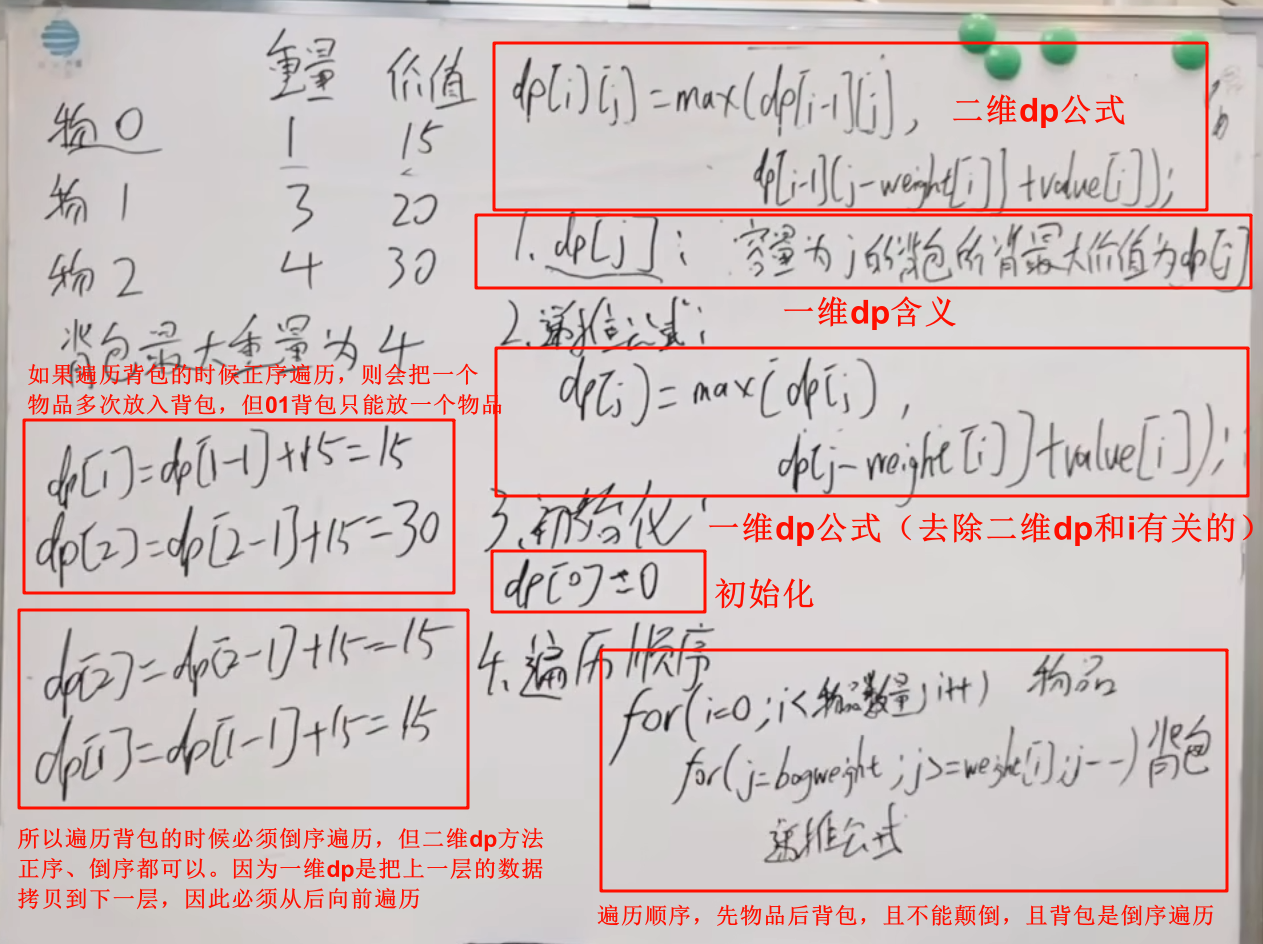 重量 价值
物0 1 15
物1 3 20
物2 4 30
背包最大重量为4
如果遍历背包的时候正序遍历，则会把一个
物品多次放入背包，但01背包只能放一个物品
dp[1]=dp[1-1]+15=15
dp[2]=dp[2-1]+15=30
dp[2]=dp[2-1]+15=15
dp[1]=dp[1-1]+15=15
所以遍历背包的时候必须倒序遍历，但二维dp方法
正序、倒序都可以。因为一维dp是把上一层的数据
拷贝到下一层，因此必须从后向前遍历
dp[i][j]=max(dp[i-1][j],
二维dp公式
dp[i-1][j-weight[i]]+value[i]);
1. dp[j]: 容量为j的背包所背最大价值为dp[j]
一维dp含义
2.递推公式:
dp[j]=max(dp[j],
dp[j-weight[i]]+value[i]);
3.初始化:
一维dp公式（去除二维dp和i有关的）
dp[0]=0
初始化
4.遍历顺序
for(i=0;i<物品数量;i++) 物品
for(j=bagweight;j>=weight[i];j--)背包
递推公式
遍历顺序，先物品后背包，且不能颠倒，且背包是倒序遍历